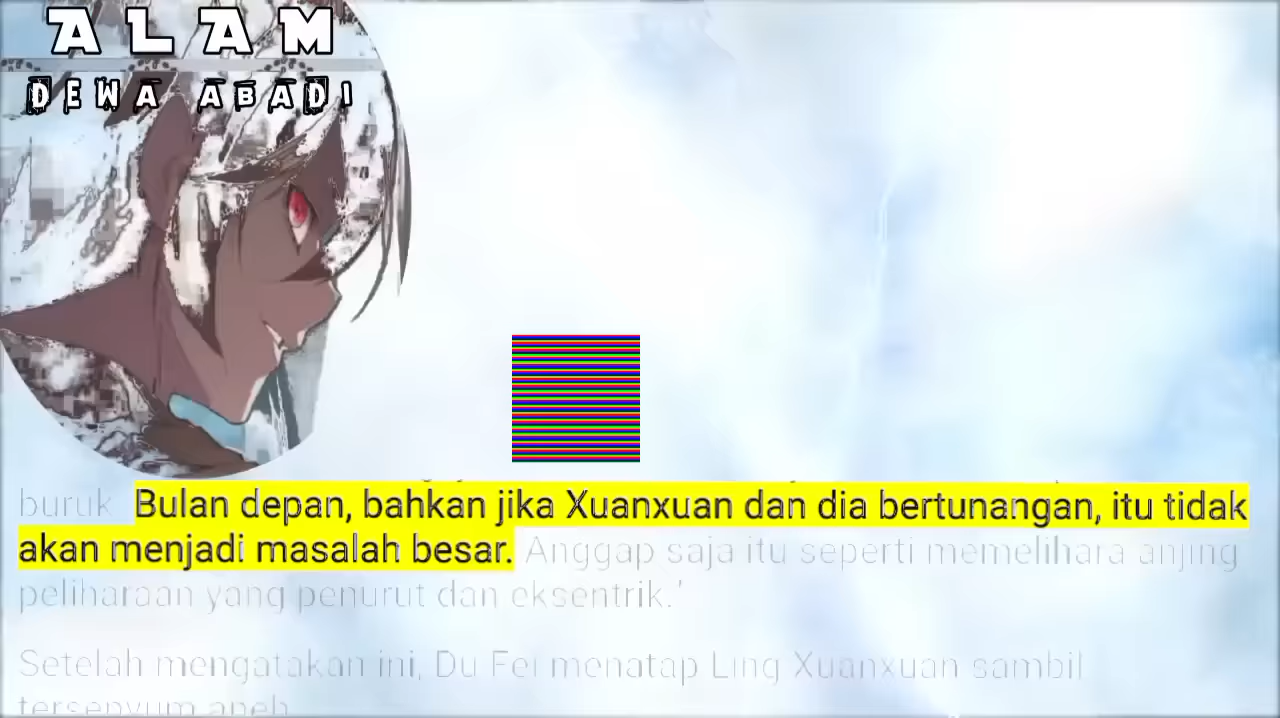 ALAM
DEWA ABADI
buruk. Bulan depan, bahkan jika Xuanxuan dan dia bertunangan, itu tidak
akan menjadi masalah besar. Anggap saja itu seperti memelihara anjing
peliharaan yang penurut dan eksentrik.'
Setelah mengatakan ini, Du Fei menatap Ling Xuanxuan sambil
tersenyum aneh.